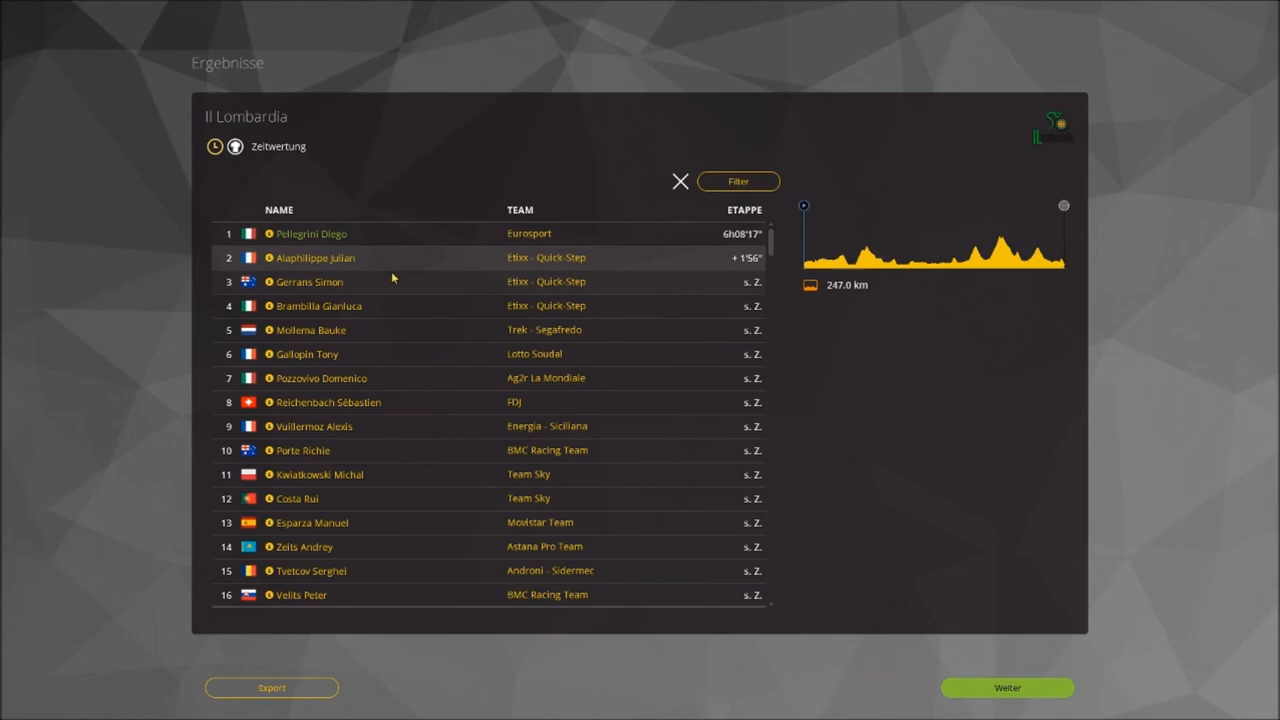 Ergebnisse
Il Lombardia
Zeitwertung
Filter
NAME TEAM ETAPPE
1 Pellegrini Diego Eurosport 6h08'17"
2 Alaphilippe Julian Etixx - Quick-Step + 1'56"
3 Gerrans Simon Etixx - Quick-Step s. Z.
4 Brambilla Gianluca Etixx - Quick-Step s. Z.
5 Mollema Bauke Trek - Segafredo s. Z.
6 Gallopin Tony Lotto Soudal s. Z.
7 Pozzovivo Domenico Ag2r La Mondiale s. Z.
8 Reichenbach Sébastien FDJ s. Z.
9 Vuillermoz Alexis Energia - Siciliana s. Z.
10 Porte Richie BMC Racing Team s. Z.
11 Kwiatkowski Michal Team Sky s. Z.
12 Costa Rui Team Sky s. Z.
13 Esparza Manuel Movistar Team s. Z.
14 Zeits Andrey Astana Pro Team s. Z.
15 Tvetcov Serghei Androni - Sidermec s. Z.
16 Velits Peter BMC Racing Team s. Z.
247.0 km
Export
Weiter